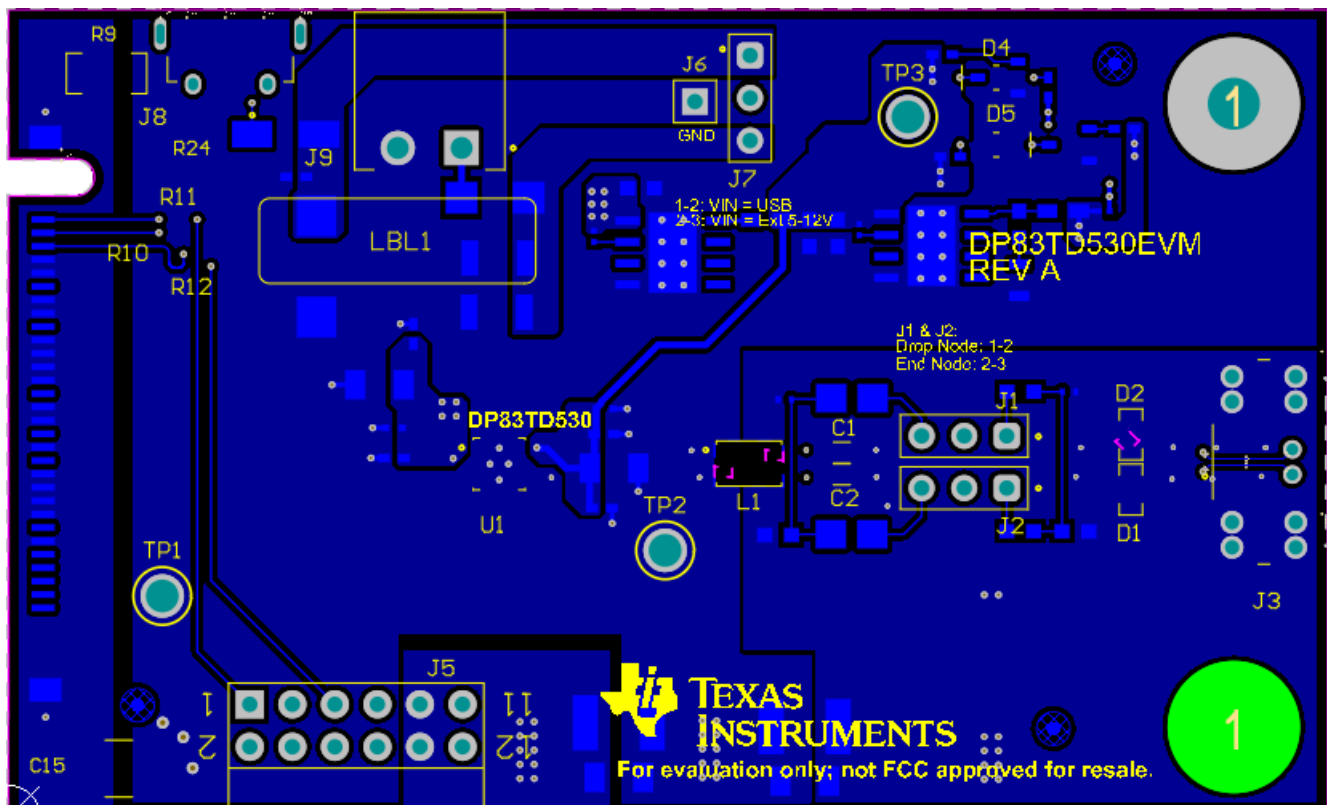 R9
J8
R24
J9
J6
GND
J7
TP3
D4
D5
1
R11
R10
R12
LBL1
1-2: VIN = USB
2-3: VIN = Ext 5-12V
DP83TD530EVM
REV A
J1 & J2:
Drop Node: 1-2
End Node: 2-3
DP83TD530
U1
TP2
L1
C1
C2
J1
J2
D2
D1
J3
TP1
J5
1
2
11
12
C15
TEXAS
INSTRUMENTS
For evaluation only; not FCC approved for resale.
1